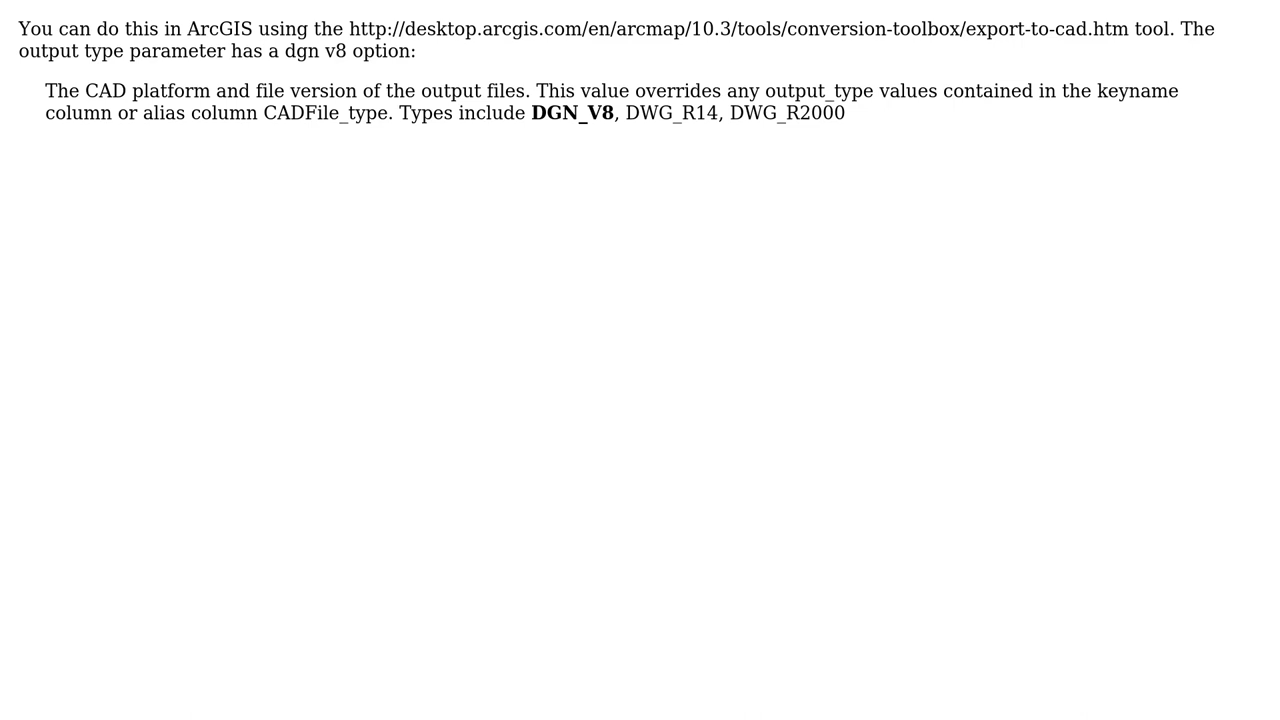 You can do this in ArcGIS using the http://desktop.arcgis.com/en/arcmap/10.3/tools/conversion-toolbox/export-to-cad.htm tool. The
output type parameter has a dgn v8 option:
The CAD platform and file version of the output files. This value overrides any output_type values contained in the keyname
column or alias column CADFile_type. Types include DGN_V8, DWG_R14, DWG_R2000